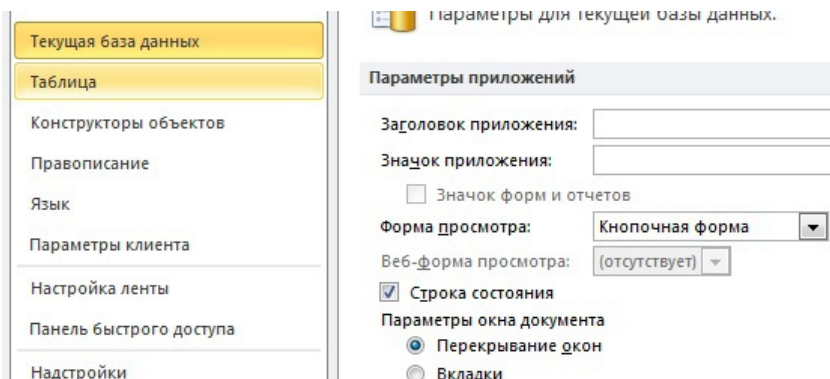 Параметры для текущей базы данных.
Текущая база данных
Таблица
Конструкторы объектов
Правописание
Язык
Параметры клиента
Настройка ленты
Панель быстрого доступа
Надстройки
Параметры приложений
Заголовок приложения:
Значок приложения:
Значок форм и отчетов
Форма просмотра: Кнопочная форма
Веб-форма просмотра: (отсутствует)
Строка состояния
Параметры окна документа
Перекрывание окон
Вкладки